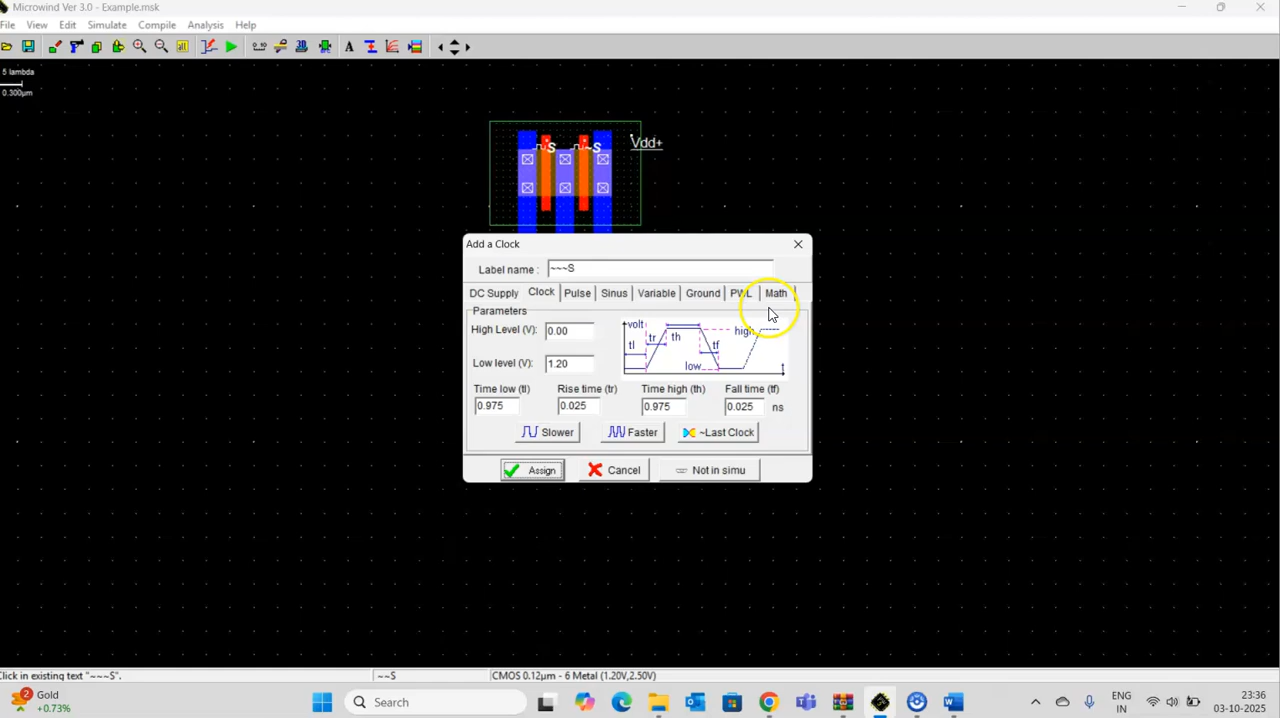 Microwind Ver 3.0 - Example.msk
File View Edit Simulate Compile Analysis Help
5 lambda
0.300µm
S ~S Vdd+
Add a Clock
Label name : ~~~S
DC Supply Clock Pulse Sinus Variable Ground PWL Math
Parameters
High Level (V): 0.00
Low level (V): 1.20
volt tl tr th tf high low t
Time low (tl) Rise time (tr) Time high (th) Fall time (tf)
0.975 0.025 0.975 0.025 ns
Slower Faster ~Last Clock
Assign Cancel Not in simu
Click in existing text "~~~S". ~~S CMOS 0.12µm - 6 Metal (1.20V,2.50V)
2 Gold
+0.73%
Search
ENG
IN
23:36
03-10-2025